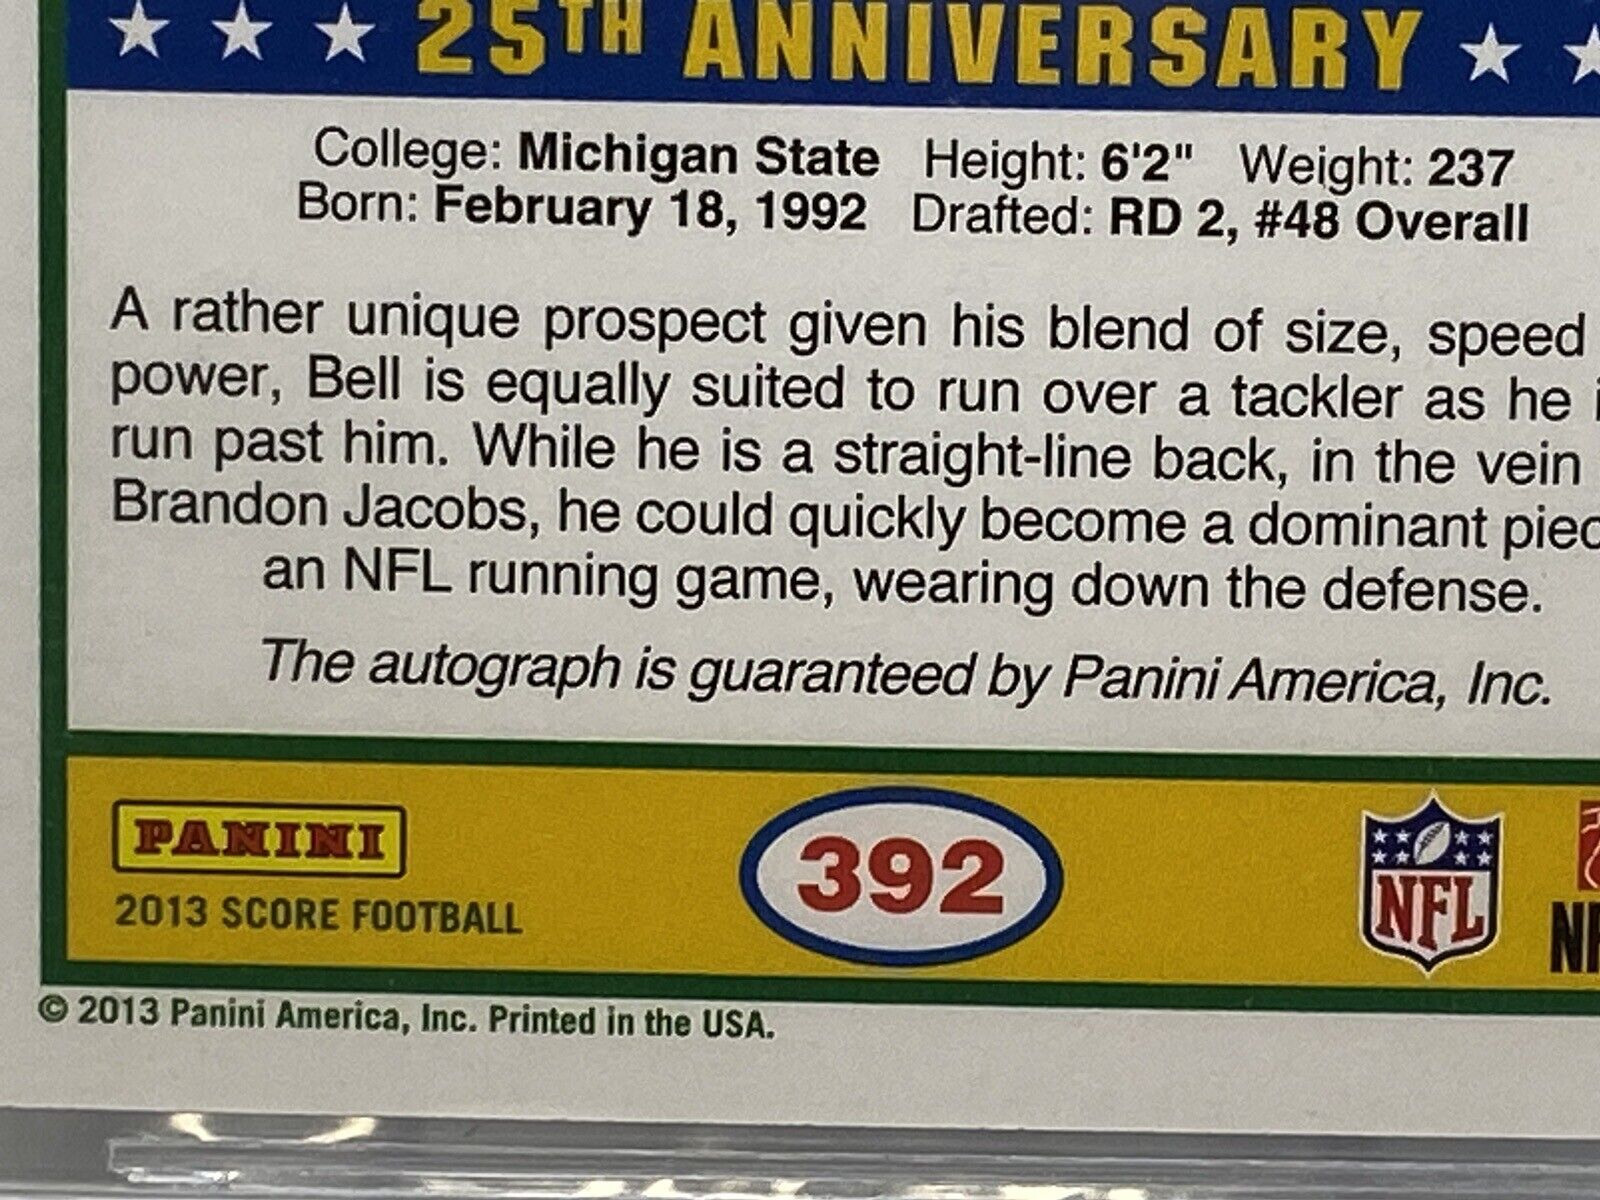 25TH ANNIVERSARY
College: Michigan State Height: 6'2" Weight: 237
Born: February 18, 1992 Drafted: RD 2, #48 Overall
A rather unique prospect given his blend of size, speed
power, Bell is equally suited to run over a tackler as he
run past him. While he is a straight-line back, in the vein
Brandon Jacobs, he could quickly become a dominant
an NFL running game, wearing down the defense.
The autograph is guaranteed by Panini America, Inc.
PANINI
2013 SCORE FOOTBALL
392
NFL
© 2013 Panini America, Inc. Printed in the USA.